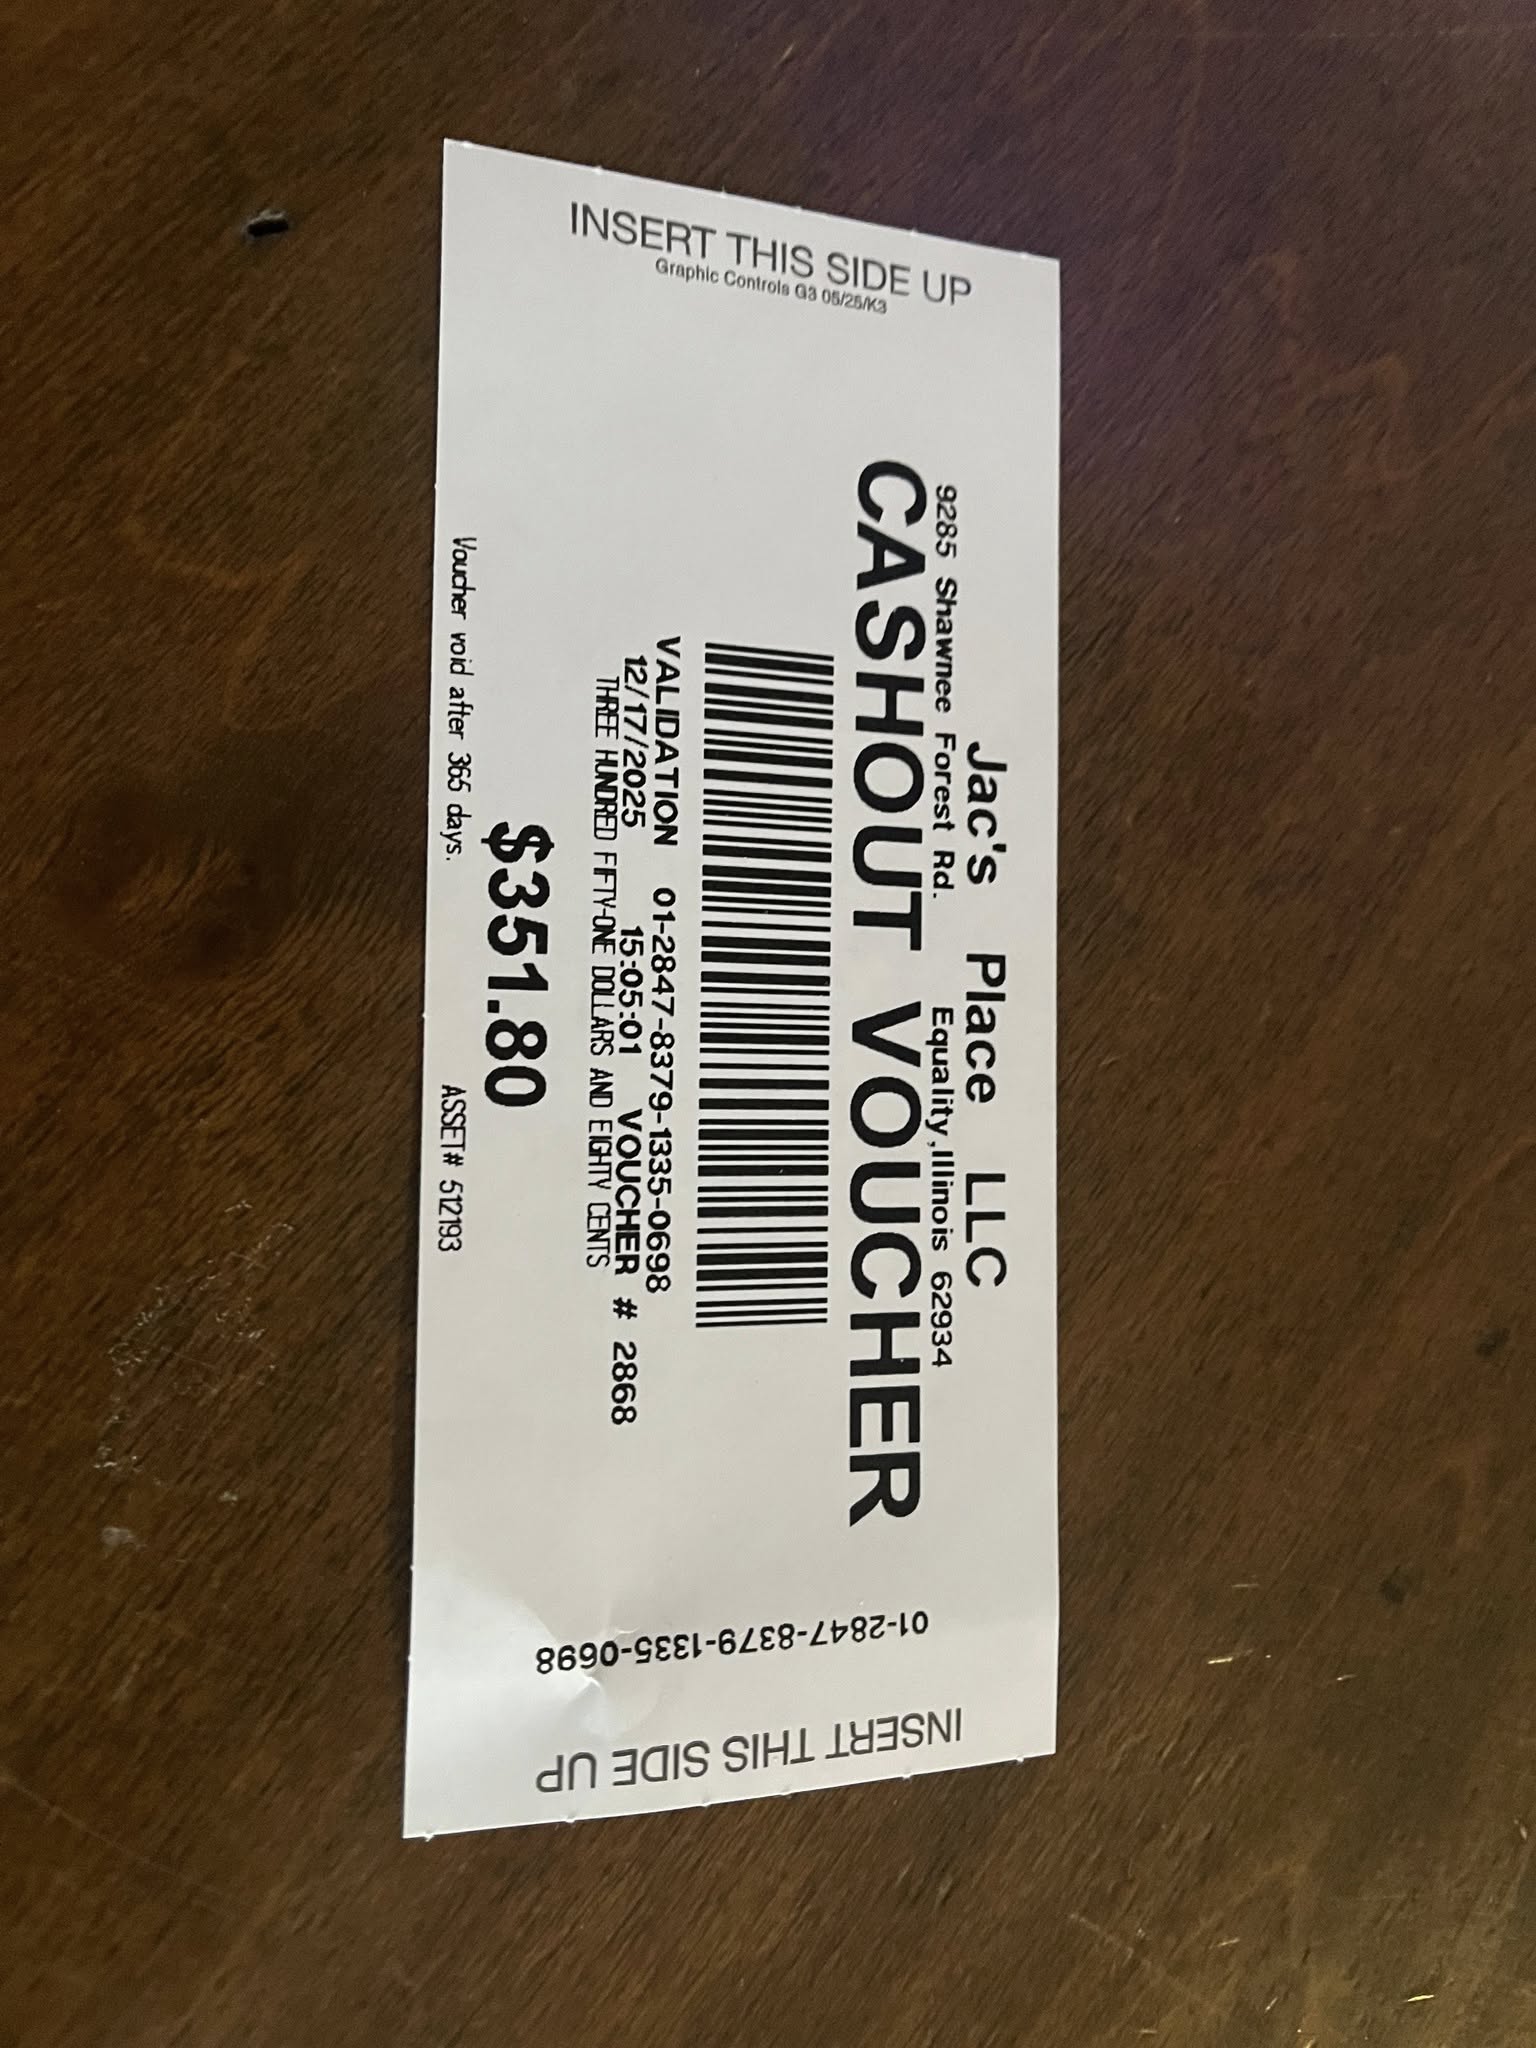 INSERT THIS SIDE UP
Graphic Controls G3 05/25/K3
Jac's Place LLC
9285 Shawnee Forest Rd. Equality,Illinois 62934
CASHOUT VOUCHER
VALIDATION 01-2847-8379-1335-0698
12/17/2025 15:05:01 VOUCHER # 2868
THREE HUNDRED FIFTY-ONE DOLLARS AND EIGHTY CENTS
$351.80
Voucher void after 365 days. ASSET# 512193
01-2847-8379-1335-0698
INSERT THIS SIDE UP